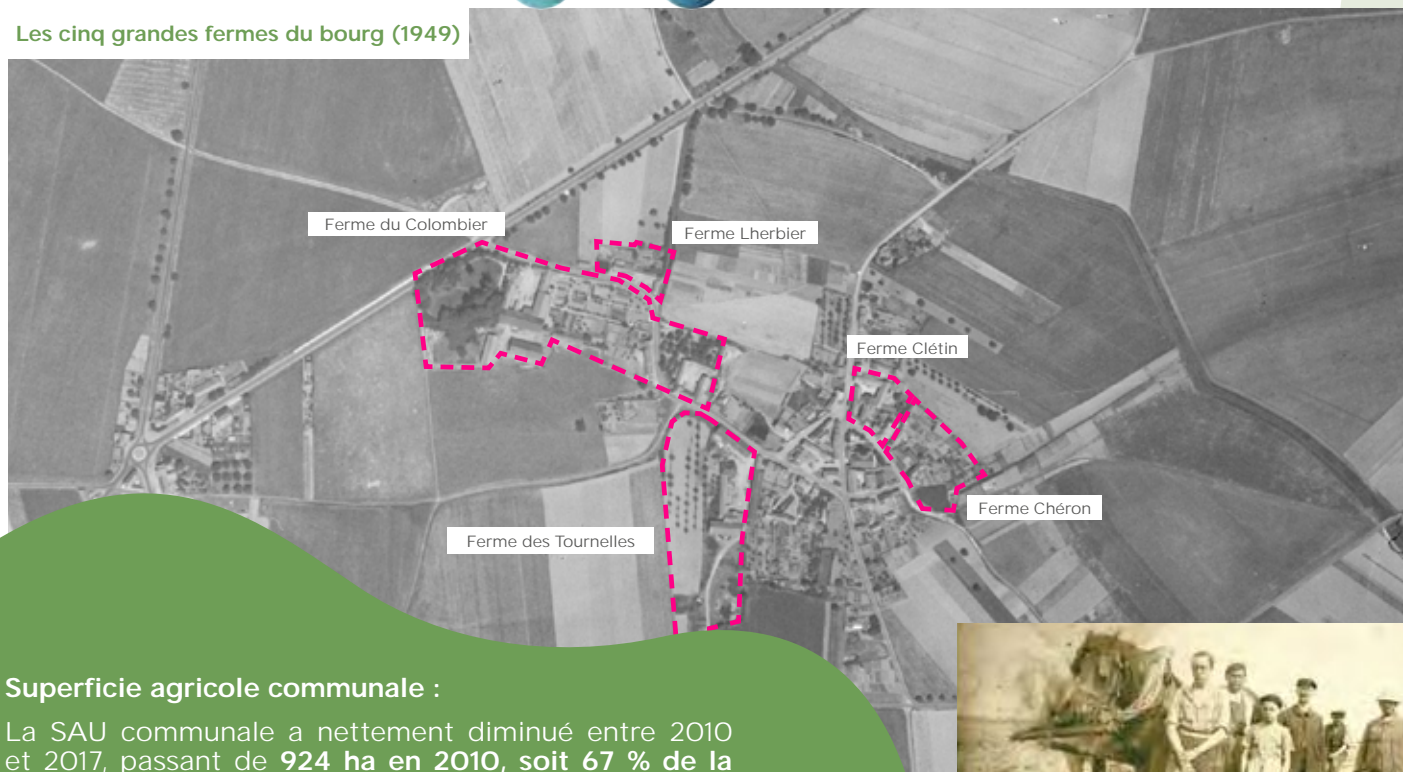 Les cinq grandes fermes du bourg (1949)
Ferme du Colombier
Ferme Lherbier
Ferme Clétin
Ferme Chéron
Ferme des Tournelles
Superficie agricole communale :
La SAU communale a nettement diminué entre 2010
et 2017, passant de 924 ha en 2010, soit 67 % de la